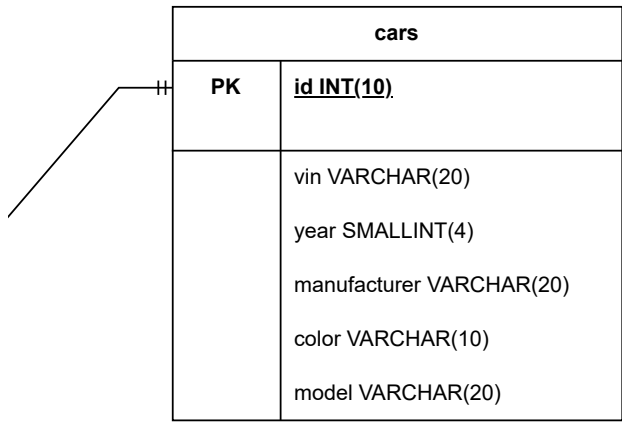 cars
PK id INT(10)
vin VARCHAR(20)
year SMALLINT(4)
manufacturer VARCHAR(20)
color VARCHAR(10)
model VARCHAR(20)